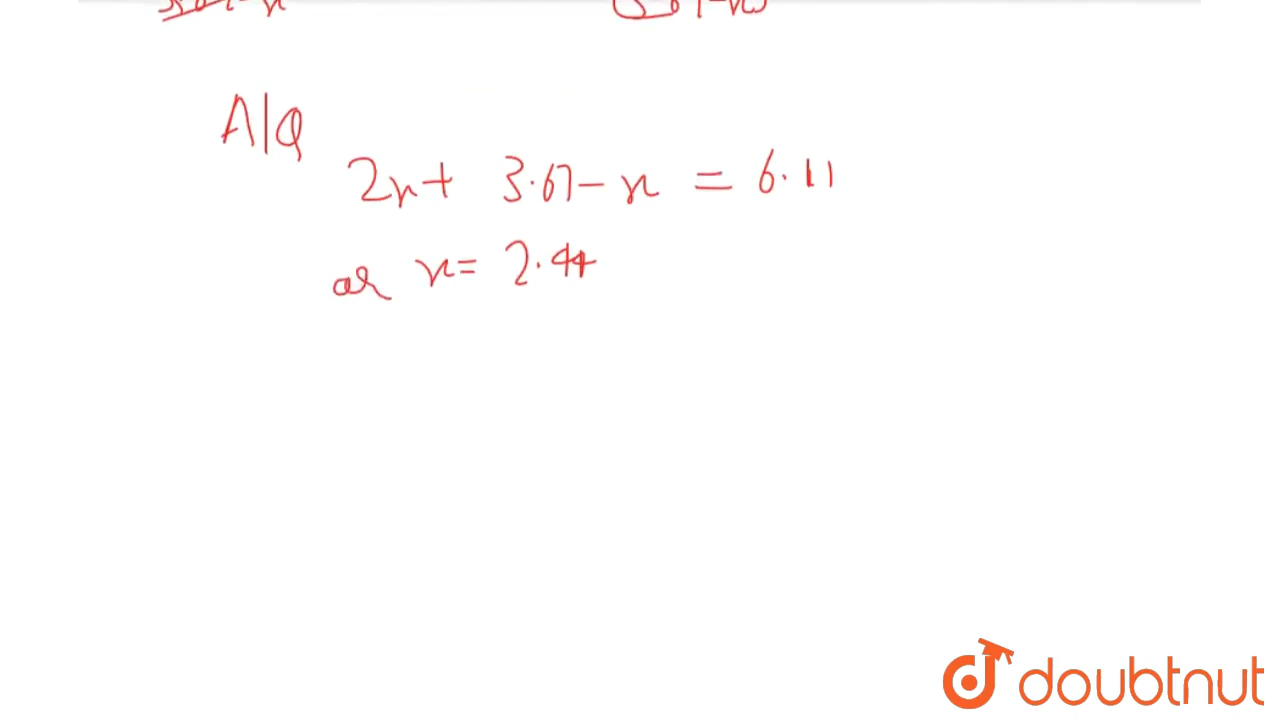 A|Q
2x + 3.67 - x = 6.11
or x = 2.44
doubtnut